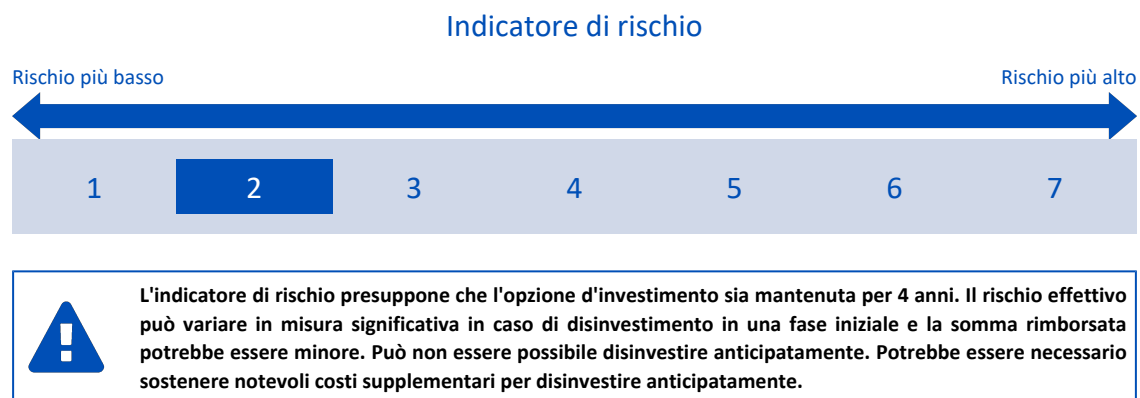 Indicatore di rischio
Rischio più basso
Rischio più alto
1 2 3 4 5 6 7
L'indicatore di rischio presuppone che l'opzione d'investimento sia mantenuta per 4 anni. Il rischio effettivo
può variare in misura significativa in caso di disinvestimento in una fase iniziale e la somma rimborsata
potrebbe essere minore. Può non essere possibile disinvestire anticipatamente. Potrebbe essere necessario
sostenere notevoli costi supplementari per disinvestire anticipatamente.